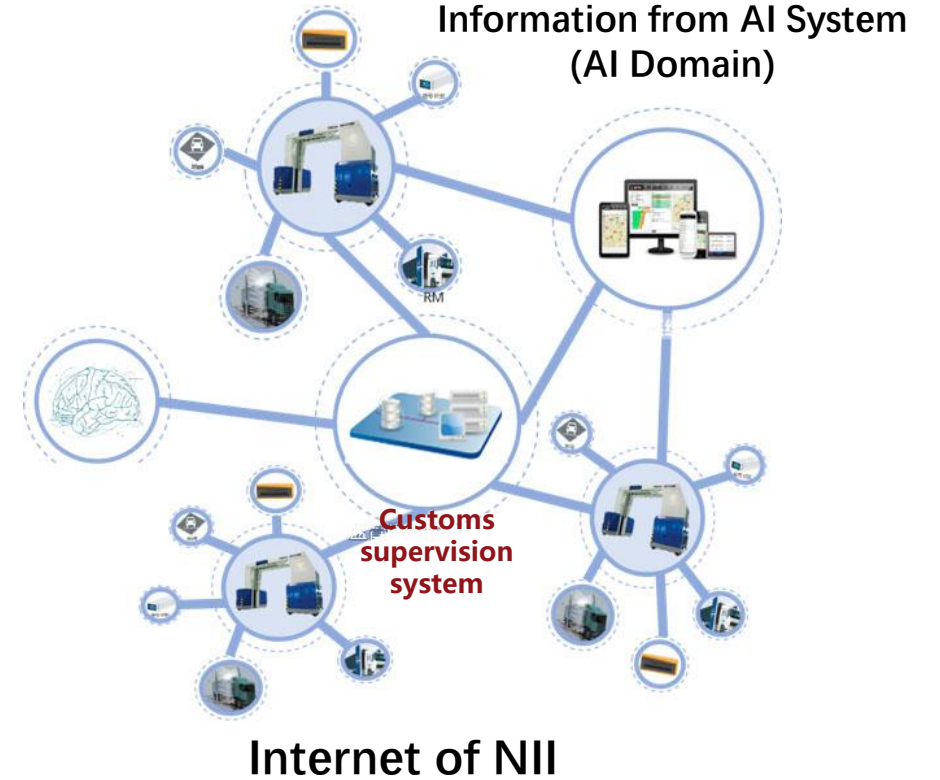 Information from AI System
(AI Domain)
RM
Customs
supervision
system
Internet of NII